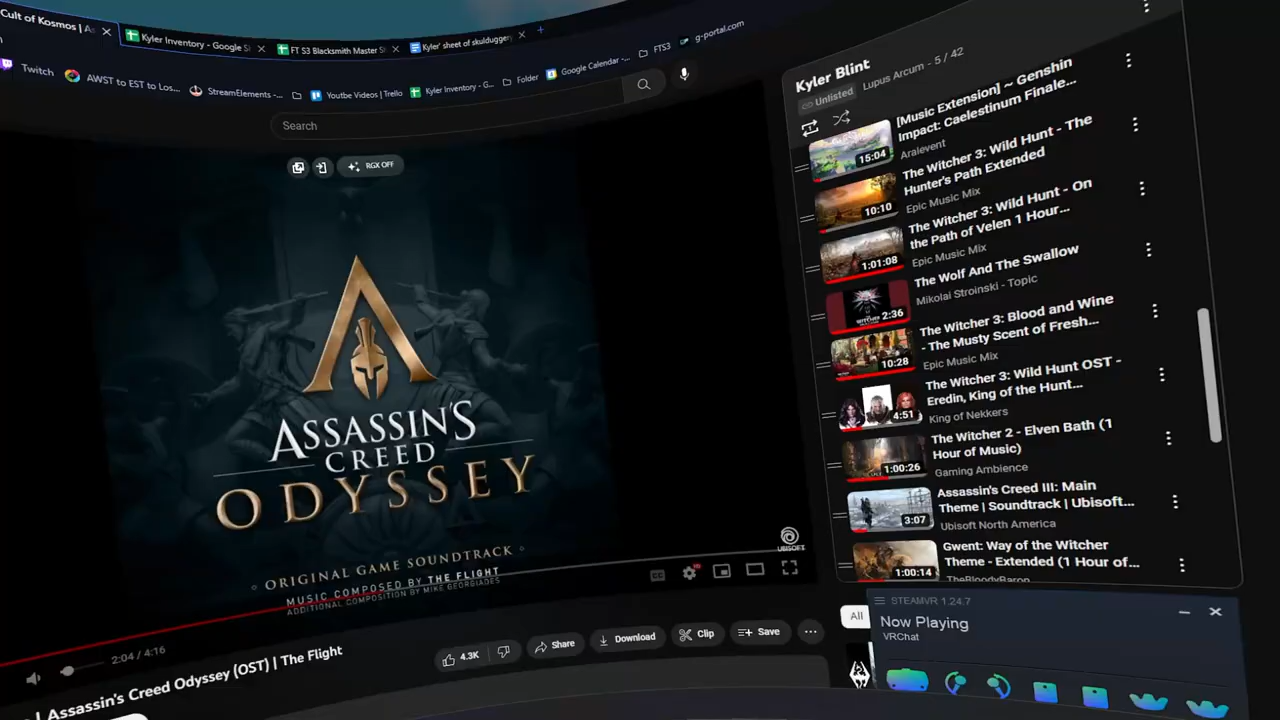 Cult of Kosmos | As
Kyler Inventory - Google S
FT S3 Blacksmith Master S
Kyler' sheet of skulduggery
Twitch
AWST to EST to Los...
StreamElements -...
Youtbe Videos | Trello
Kyler Inventory - G...
Folder
Google Calendar -...
FTS3
g-portal.com
Search
RGX OFF
ASSASSIN'S
CREED
ODYSSEY
ORIGINAL GAME SOUNDTRACK
MUSIC COMPOSED BY THE FLIGHT
ADDITIONAL COMPOSITION BY MIKE GEORGIADES
UBISOFT
CC
HD
2:04 / 4:16
| Assassin's Creed Odyssey (OST) | The Flight
4.3K
Share
Download
Clip
Save
Kyler Blint
Unlisted
Lupus Arcum - 5 / 42
[Music Extension] ~ Genshin
Impact: Caelestinum Finale...
Aralevent
15:04
The Witcher 3: Wild Hunt - The
Hunter's Path Extended
Epic Music Mix
10:10
The Witcher 3: Wild Hunt - On
the Path of Velen 1 Hour...
Epic Music Mix
1:01:08
The Wolf And The Swallow
Mikolai Stroinski - Topic
2:36
The Witcher 3: Blood and Wine
- The Musty Scent of Fresh...
Epic Music Mix
10:28
The Witcher 3: Wild Hunt OST -
Eredin, King of the Hunt...
King of Nekkers
4:51
The Witcher 2 - Elven Bath (1
Hour of Music)
Gaming Ambience
1:00:26
Assassin's Creed III: Main
Theme | Soundtrack | Ubisoft...
Ubisoft North America
3:07
Gwent: Way of the Witcher
Theme - Extended (1 Hour of...
TheBloodyBaron
1:00:14
All
STEAMVR 1.24.7
Now Playing
VRChat